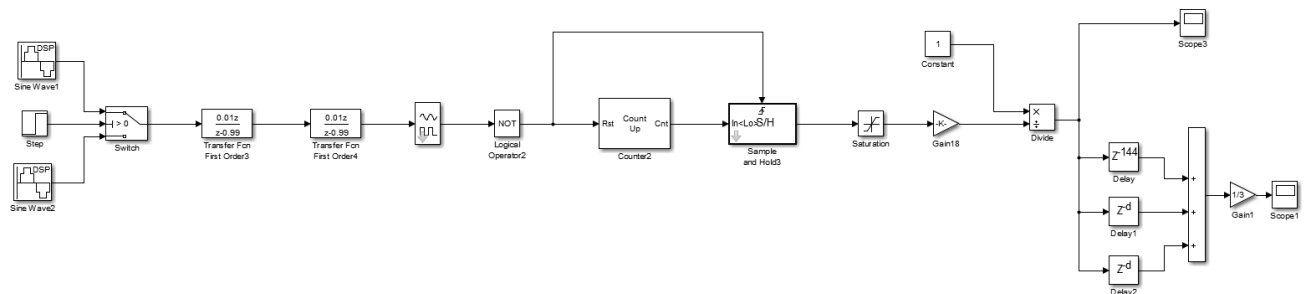 DSP
Sine Wave1
Step
DSP
Sine Wave2
> 0
Switch
0.01z
z-0.99
Transfer Fcn
First Order3
0.01z
z-0.99
Transfer Fcn
First Order4
NOT
Logical
Operator2
Rst
Count
Up
Cnt
Counter2
In<Lo>
S/H
Sample
and Hold3
Saturation
-K-
Gain18
1
Constant
×
÷
Divide
Scope3
Z-144
Delay
Z-d
Delay1
Z-d
Delay2
+
+
+
1/3
Gain1
Scope1